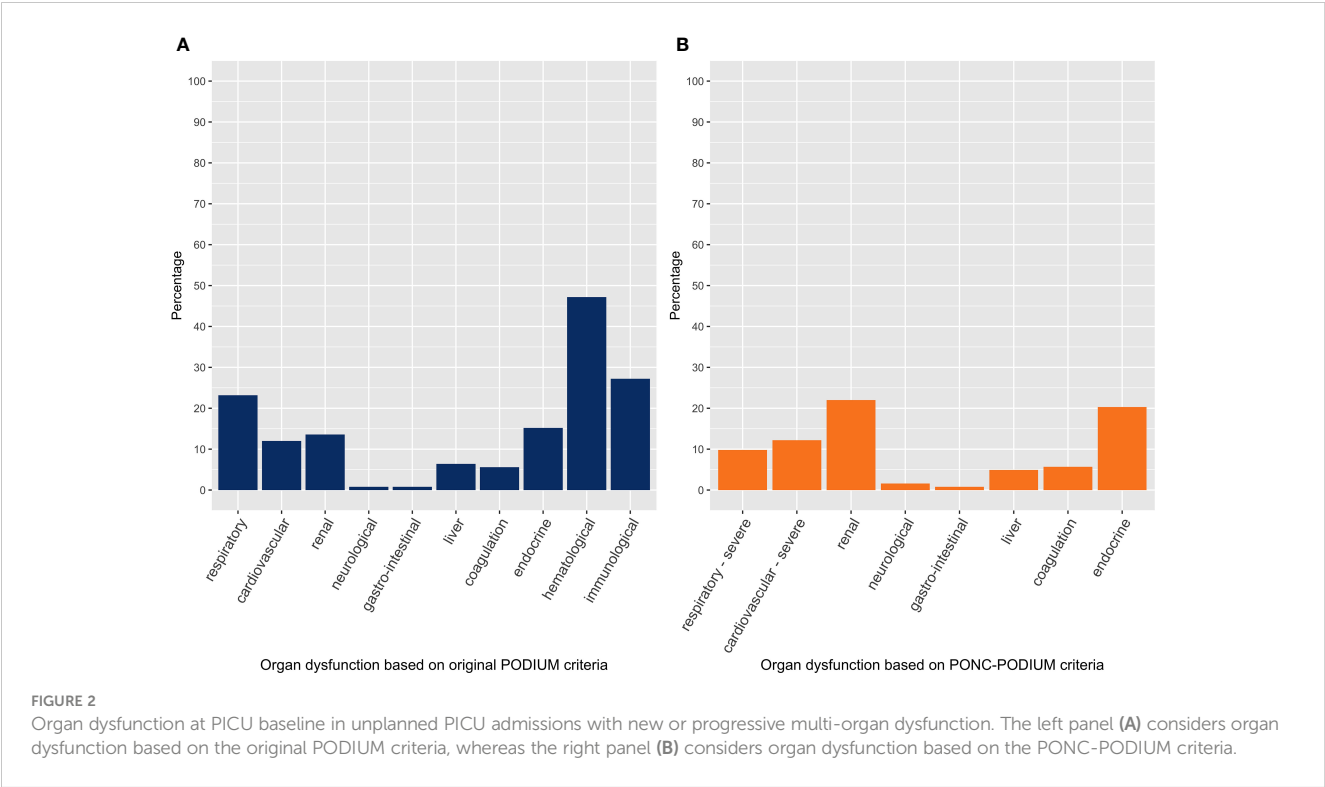 A
Percentage
100
90
80
70
60
50
40
30
20
10
0
respiratory
cardiovascular
renal
neurological
gastro-intestinal
liver
coagulation
endocrine
hematological
immunological
Organ dysfunction based on original PODIUM criteria
B
Percentage
100
90
80
70
60
50
40
30
20
10
0
respiratory - severe
cardiovascular - severe
renal
neurological
gastro-intestinal
liver
coagulation
endocrine
Organ dysfunction based on PONC-PODIUM criteria
FIGURE 2
Organ dysfunction at PICU baseline in unplanned PICU admissions with new or progressive multi-organ dysfunction. The left panel (A) considers organ
dysfunction based on the original PODIUM criteria, whereas the right panel (B) considers organ dysfunction based on the PONC-PODIUM criteria.